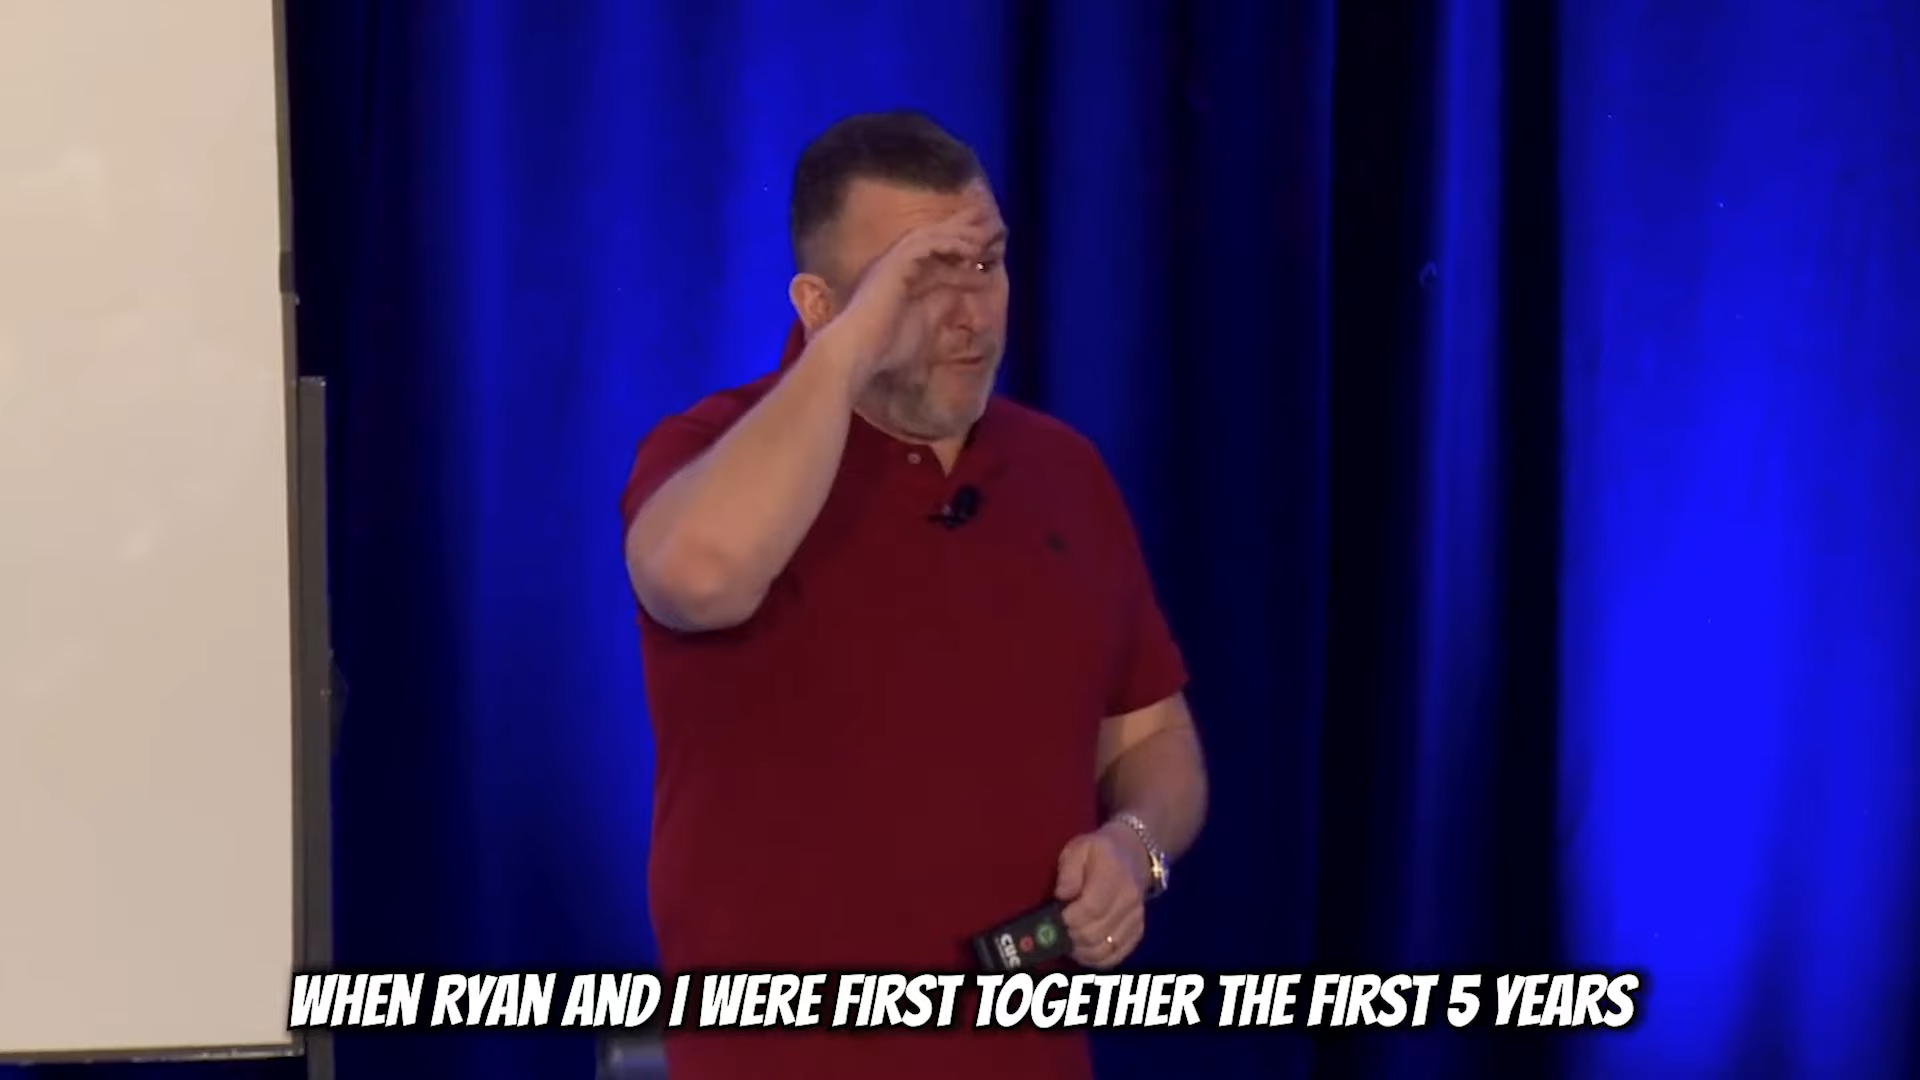 WHEN RYAN AND I WERE FIRST TOGETHER THE FIRST 5 YEARS